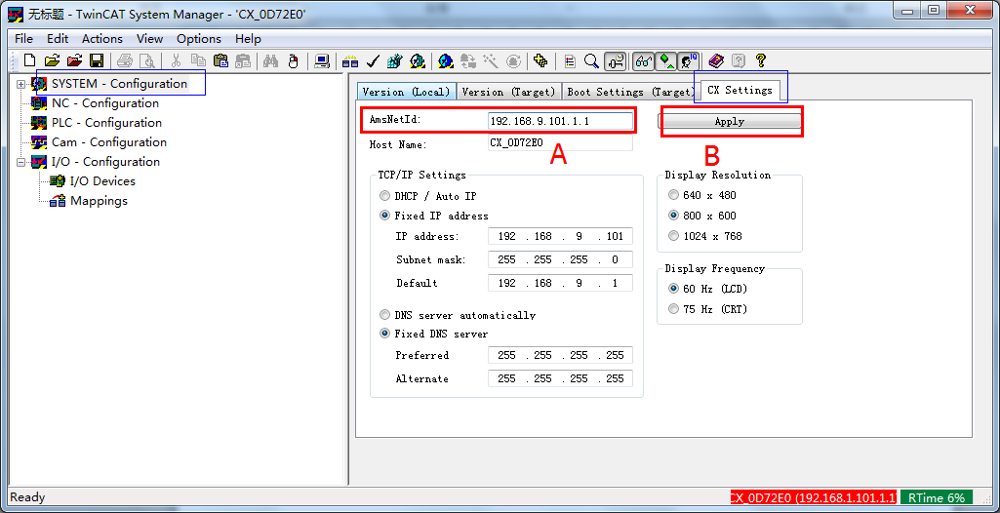 无标题 - TwinCAT System Manager - 'CX_0D72E0'
File Edit Actions View Options Help
SYSTEM - Configuration
NC - Configuration
PLC - Configuration
Cam - Configuration
I/O - Configuration
I/O Devices
Mappings
Version (Local) Version (Target) Boot Settings (Target) CX Settings
AmsNetId: 192.168.9.101.1.1 Apply
A B
Host Name: CX_0D72E0
TCP/IP Settings
DHCP / Auto IP
Fixed IP address
IP address: 192 . 168 . 9 . 101
Subnet mask: 255 . 255 . 255 . 0
Default 192 . 168 . 9 . 1
DNS server automatically
Fixed DNS server
Preferred 255 . 255 . 255 . 255
Alternate 255 . 255 . 255 . 255
Display Resolution
640 x 480
800 x 600
1024 x 768
Display Frequency
60 Hz (LCD)
75 Hz (CRT)
Ready CX_0D72E0 (192.168.1.101.1.1 RTime 6%